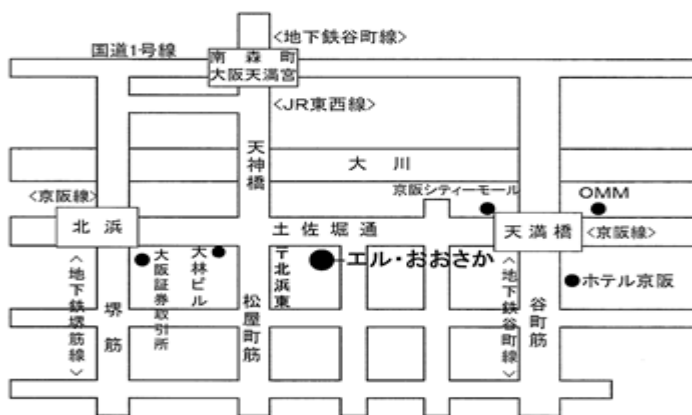 <地下鉄谷町線>
国道1号線
南森町
大阪天満宮
<JR東西線>
天神橋
大川
<京阪線>
京阪シティーモール
OMM
北浜
土佐堀通
天満橋
<京阪線>
大阪証券取引所
大林ビル
〒北浜東
エル・おおさか
ホテル京阪
<地下鉄堺筋線>
堺筋
松屋町筋
<地下鉄谷町線>
谷町筋